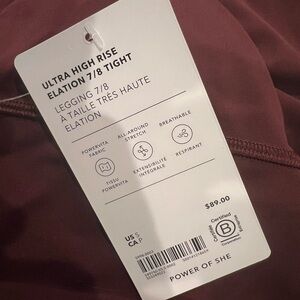 ULTRA HIGH RISE
ELATION 7/8 TIGHT
LEGGING 7/8
À TAILLE TRÈS HAUTE
ELATION
POWERVITA
FABRIC
ALL-AROUND
STRETCH
BREATHABLE
TISSU
POWERVITA
EXTENSIBILITÉ
INTÉGRALE
RESPIRANT
US S
CA P
$89.00
Certified
B
Corporation
POWER OF SHE